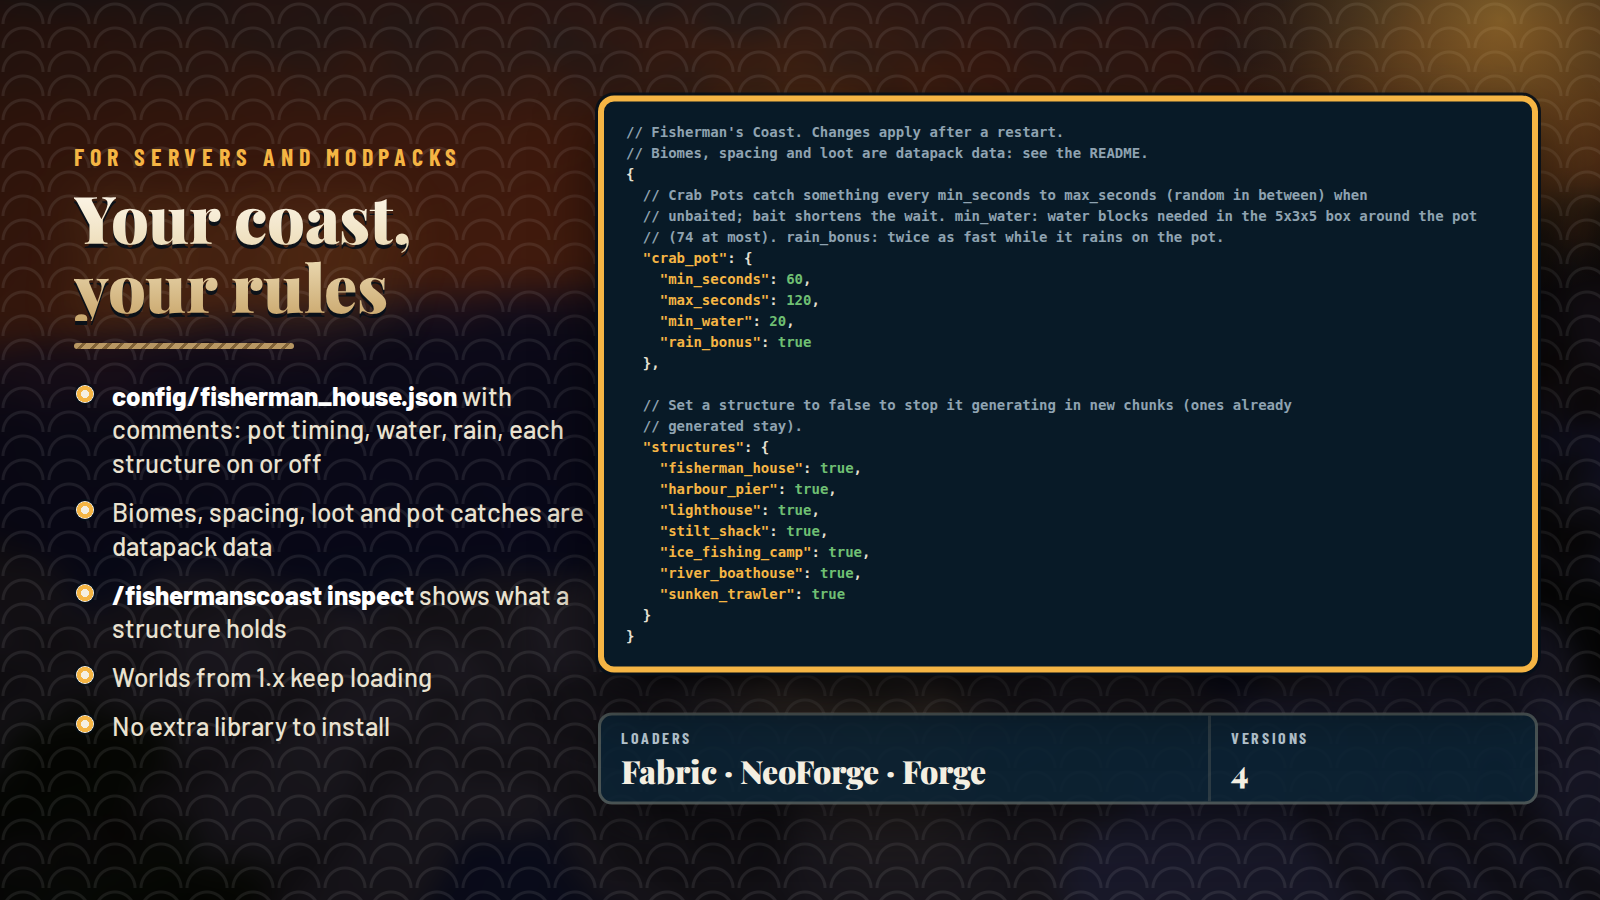 FOR SERVERS AND MODPACKS
Your coast,
your rules
config/fisherman_house.json with
comments: pot timing, water, rain, each
structure on or off
Biomes, spacing, loot and pot catches are
datapack data
/fishermanscoast inspect shows what a
structure holds
Worlds from 1.x keep loading
No extra library to install
// Fisherman's Coast. Changes apply after a restart.
// Biomes, spacing and loot are datapack data: see the README.
{
  // Crab Pots catch something every min_seconds to max_seconds (random in between) when
  // unbaited; bait shortens the wait. min_water: water blocks needed in the 5x3x5 box around the pot
  // (74 at most). rain_bonus: twice as fast while it rains on the pot.
  "crab_pot": {
    "min_seconds": 60,
    "max_seconds": 120,
    "min_water": 20,
    "rain_bonus": true
  },
  // Set a structure to false to stop it generating in new chunks (ones already
  // generated stay).
  "structures": {
    "fisherman_house": true,
    "harbour_pier": true,
    "lighthouse": true,
    "stilt_shack": true,
    "ice_fishing_camp": true,
    "river_boathouse": true,
    "sunken_trawler": true
  }
}
LOADERS
Fabric · NeoForge · Forge
VERSIONS
4